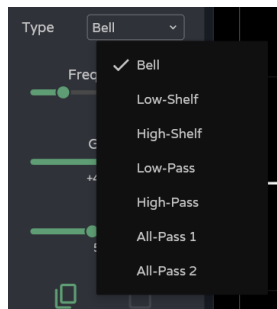 Type
Bell
Freq
Bell
Low-Shelf
High-Shelf
Low-Pass
High-Pass
All-Pass 1
All-Pass 2
G
+4
5